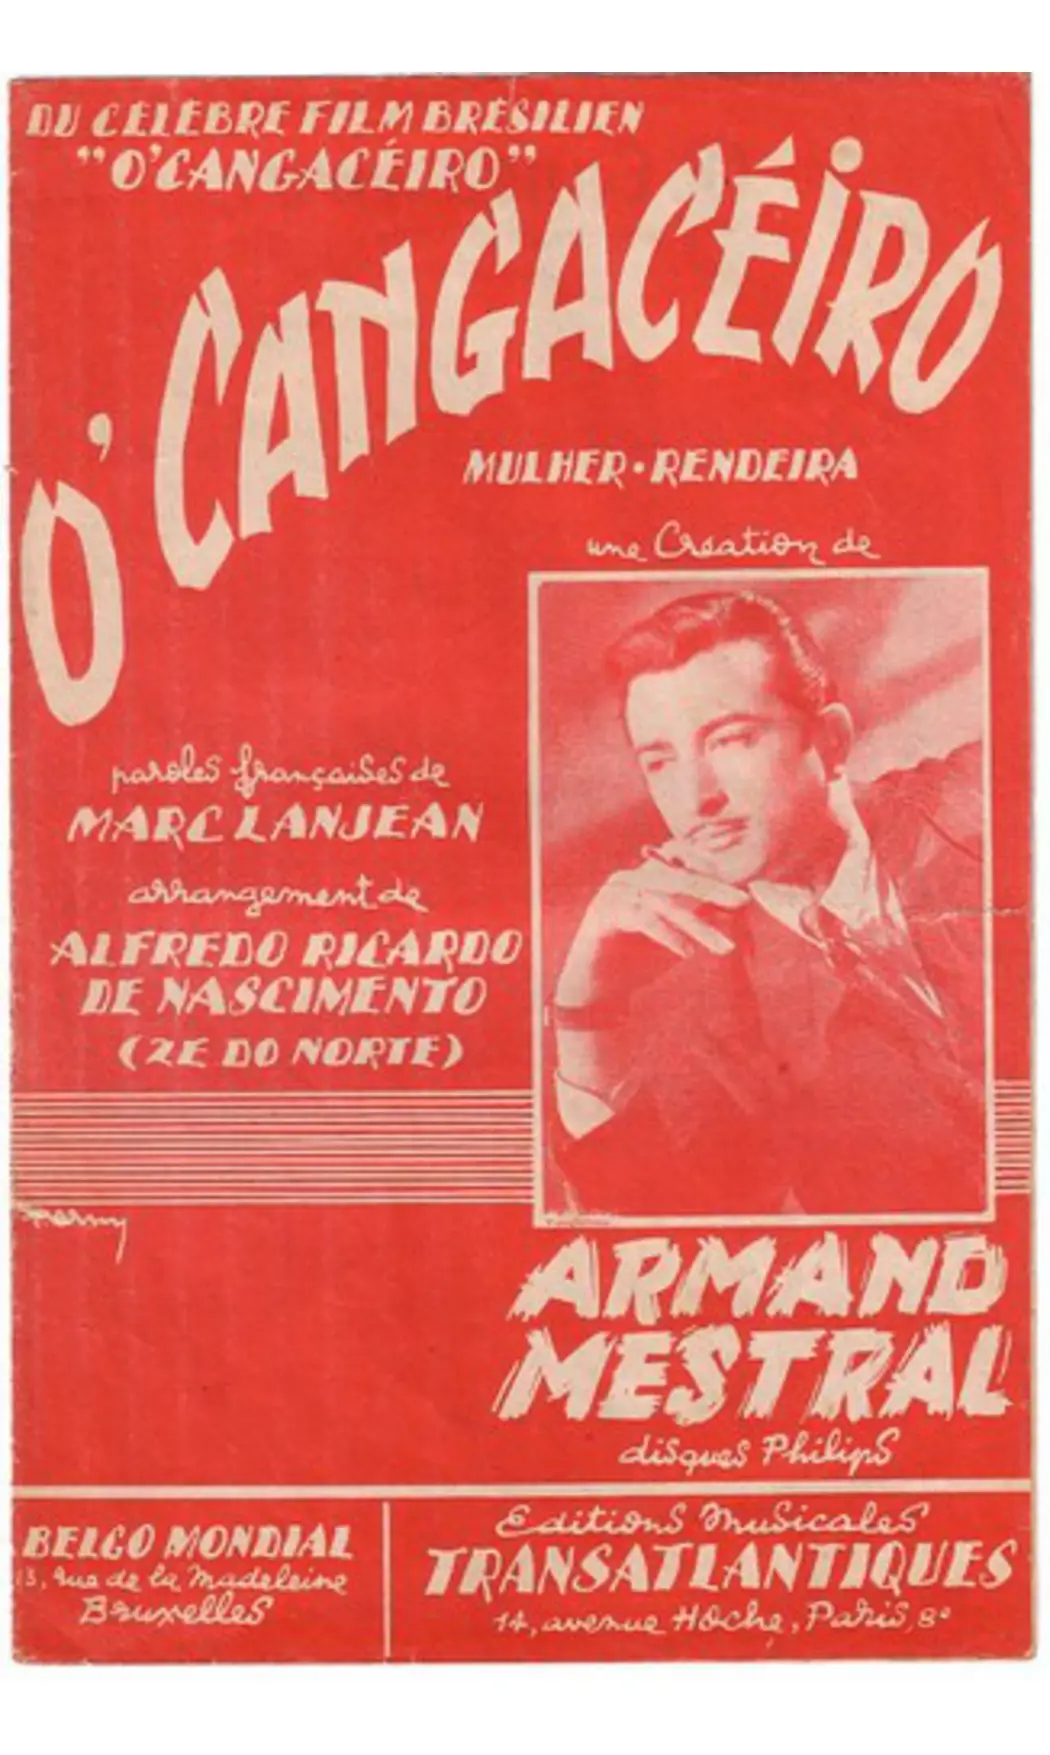 DU CÉLÈBRE FILM BRÉSILIEN
"O'CANGACÉIRO"
O'CANGACÉIRO
MULHER • RENDEIRA
une Création de
paroles françaises de
MARC LANJEAN
arrangement de
ALFREDO RICARDO
DE NASCIMENTO
(ZE DO NORTE)
ARMAND
MESTRAL
disques Philips
BELGO MONDIAL
13, rue de la Madeleine
Bruxelles
Editions Musicales
TRANSATLANTIQUES
14, avenue Hoche, Paris, 8e